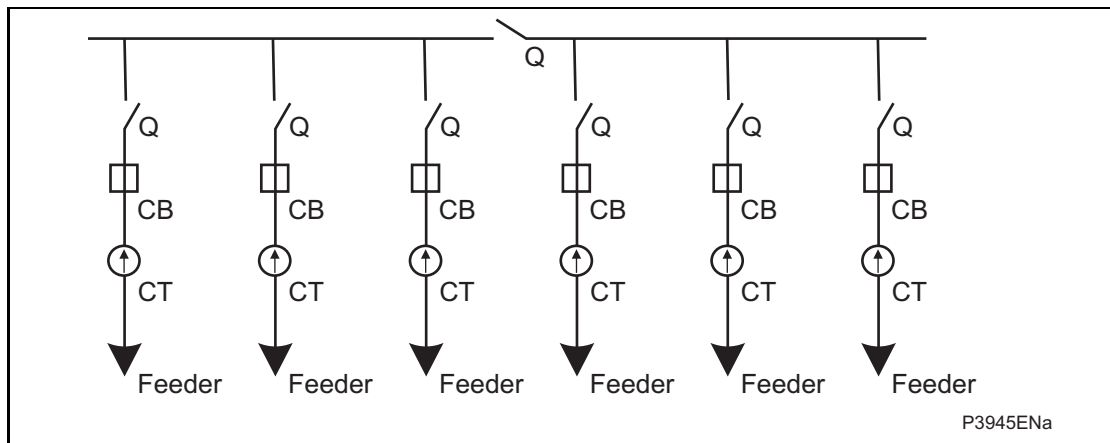 Q
Q Q Q Q Q Q
CB CB CB CB CB CB
CT CT CT CT CT CT
Feeder Feeder Feeder Feeder Feeder Feeder
P3945ENa